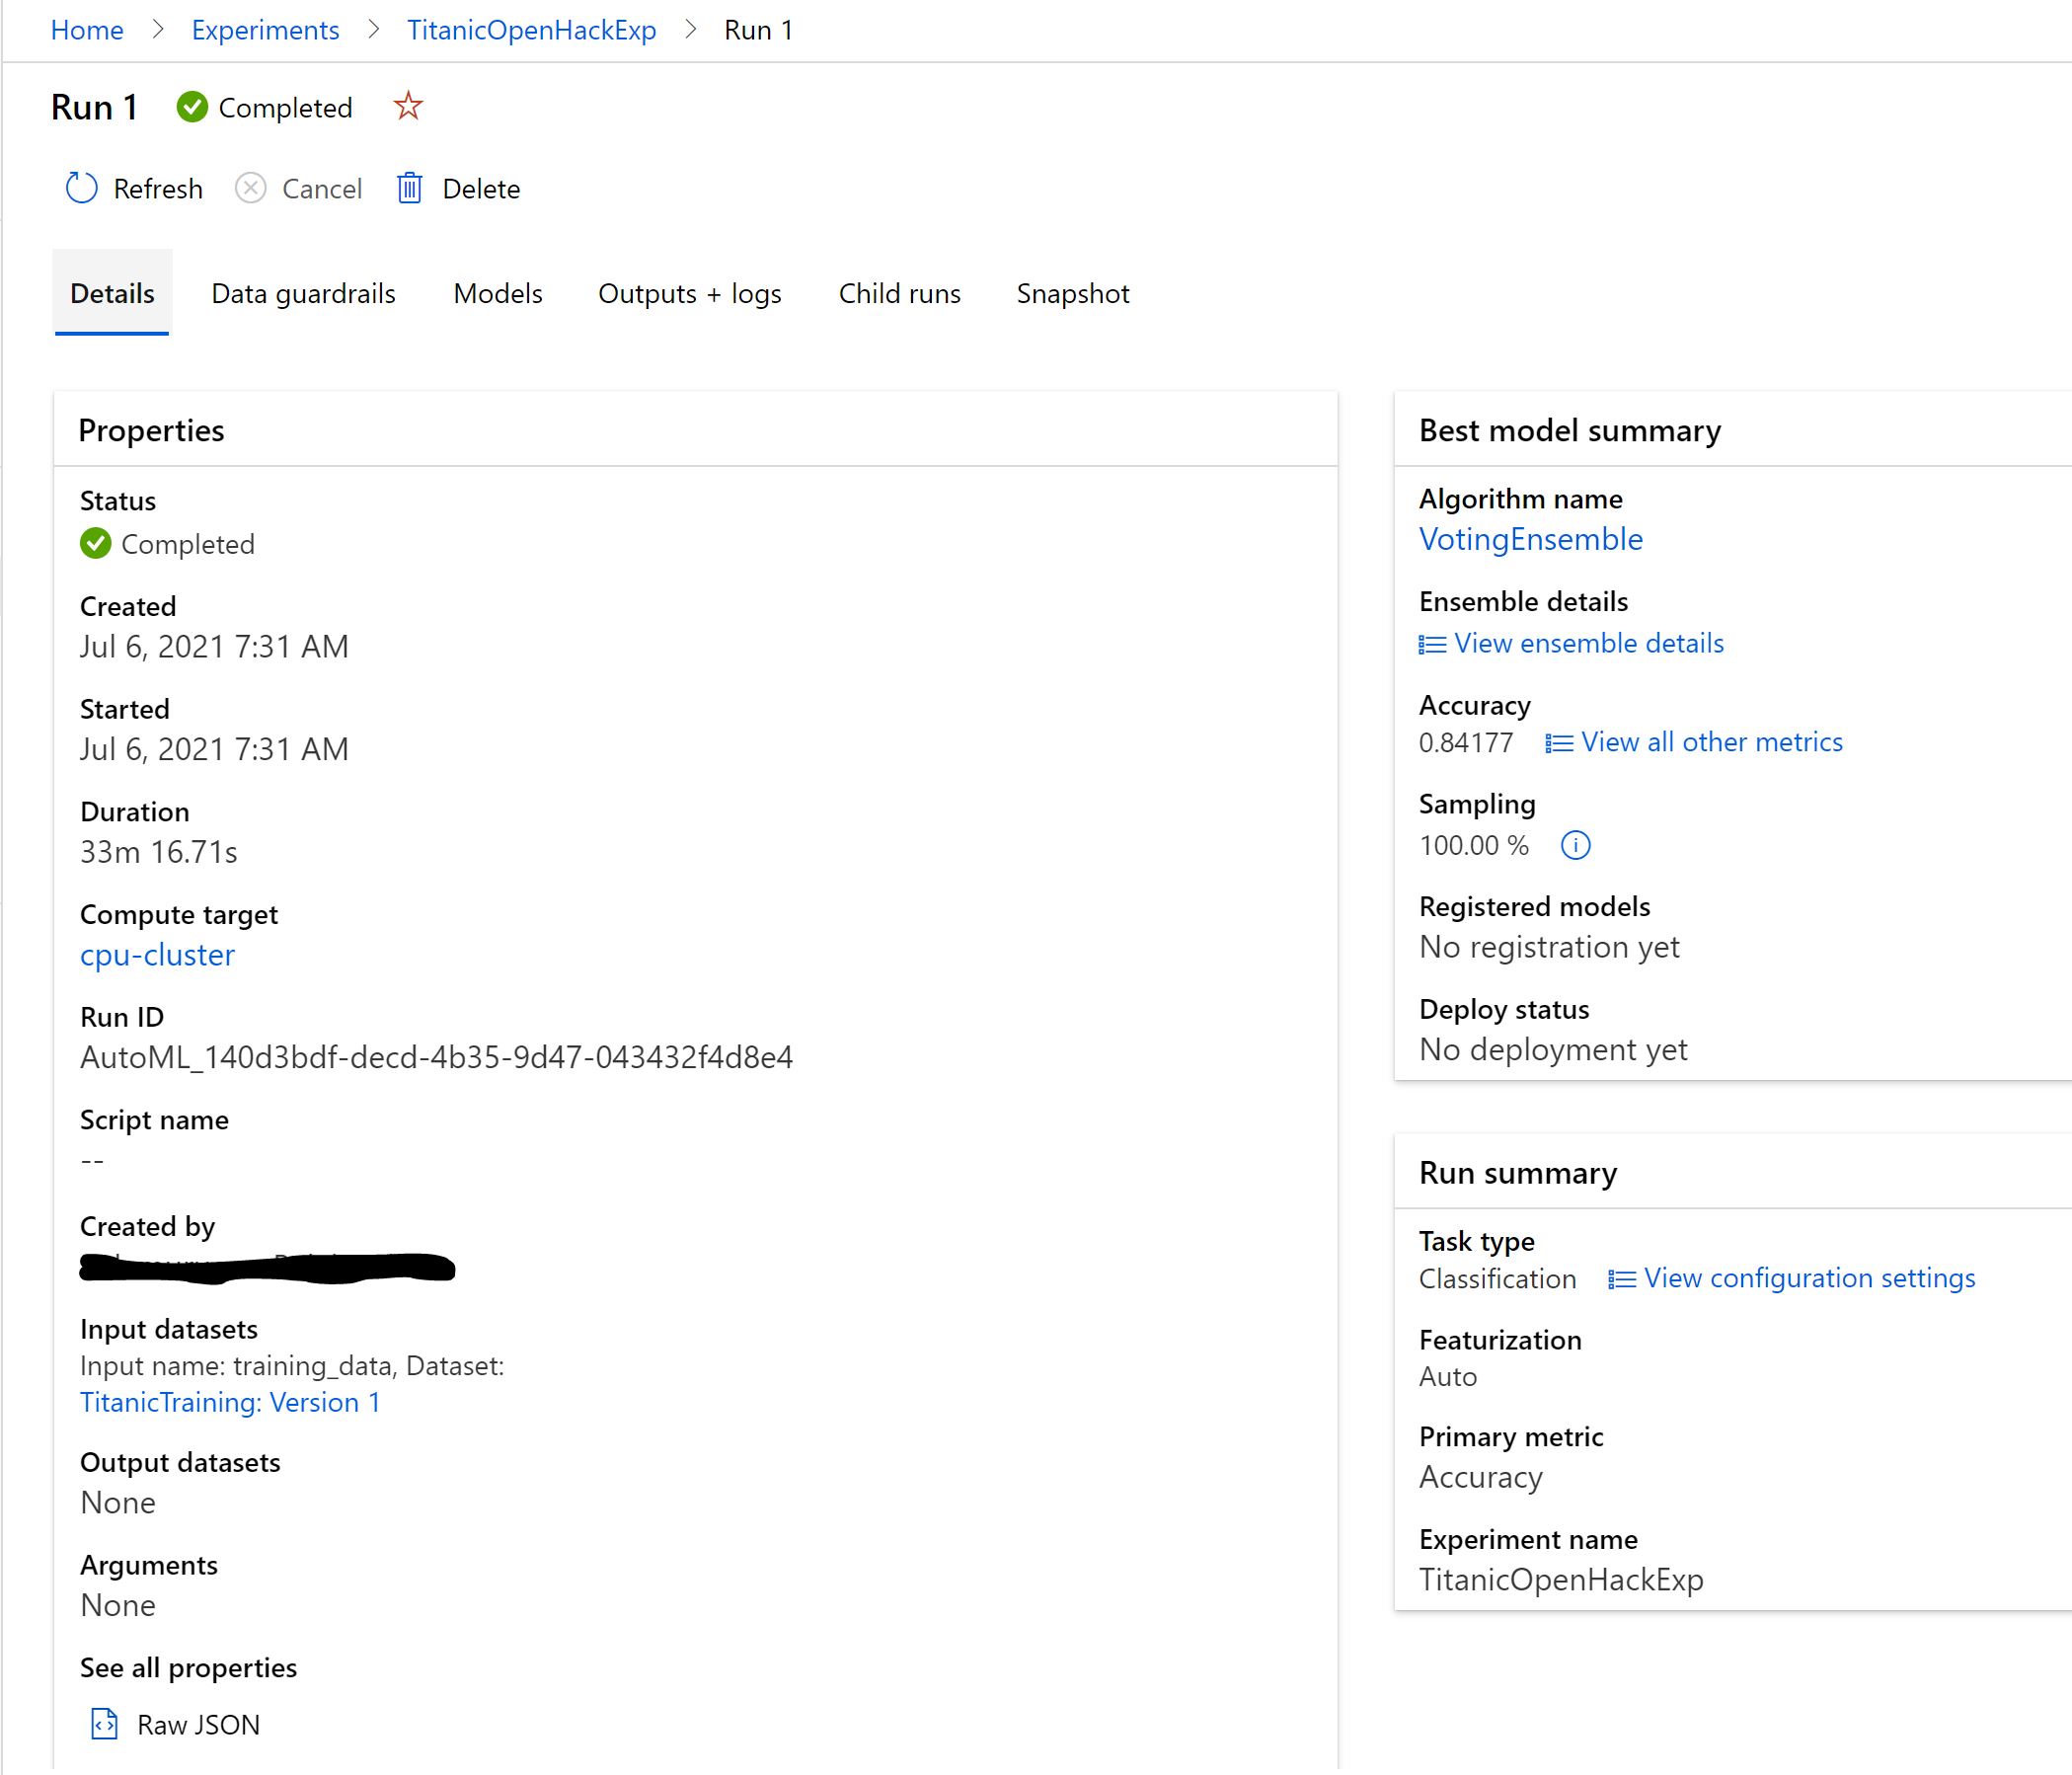 Home > Experiments > TitanicOpenHackExp > Run 1
Run 1 Completed
Refresh Cancel Delete
Details Data guardrails Models Outputs + logs Child runs Snapshot
Properties
Status
Completed
Created
Jul 6, 2021 7:31 AM
Started
Jul 6, 2021 7:31 AM
Duration
33m 16.71s
Compute target
cpu-cluster
Run ID
AutoML_140d3bdf-decd-4b35-9d47-043432f4d8e4
Script name
--
Created by
Input datasets
Input name: training_data, Dataset:
TitanicTraining: Version 1
Output datasets
None
Arguments
None
See all properties
Raw JSON
Best model summary
Algorithm name
VotingEnsemble
Ensemble details
View ensemble details
Accuracy
0.84177 View all other metrics
Sampling
100.00 %
Registered models
No registration yet
Deploy status
No deployment yet
Run summary
Task type
Classification View configuration settings
Featurization
Auto
Primary metric
Accuracy
Experiment name
TitanicOpenHackExp